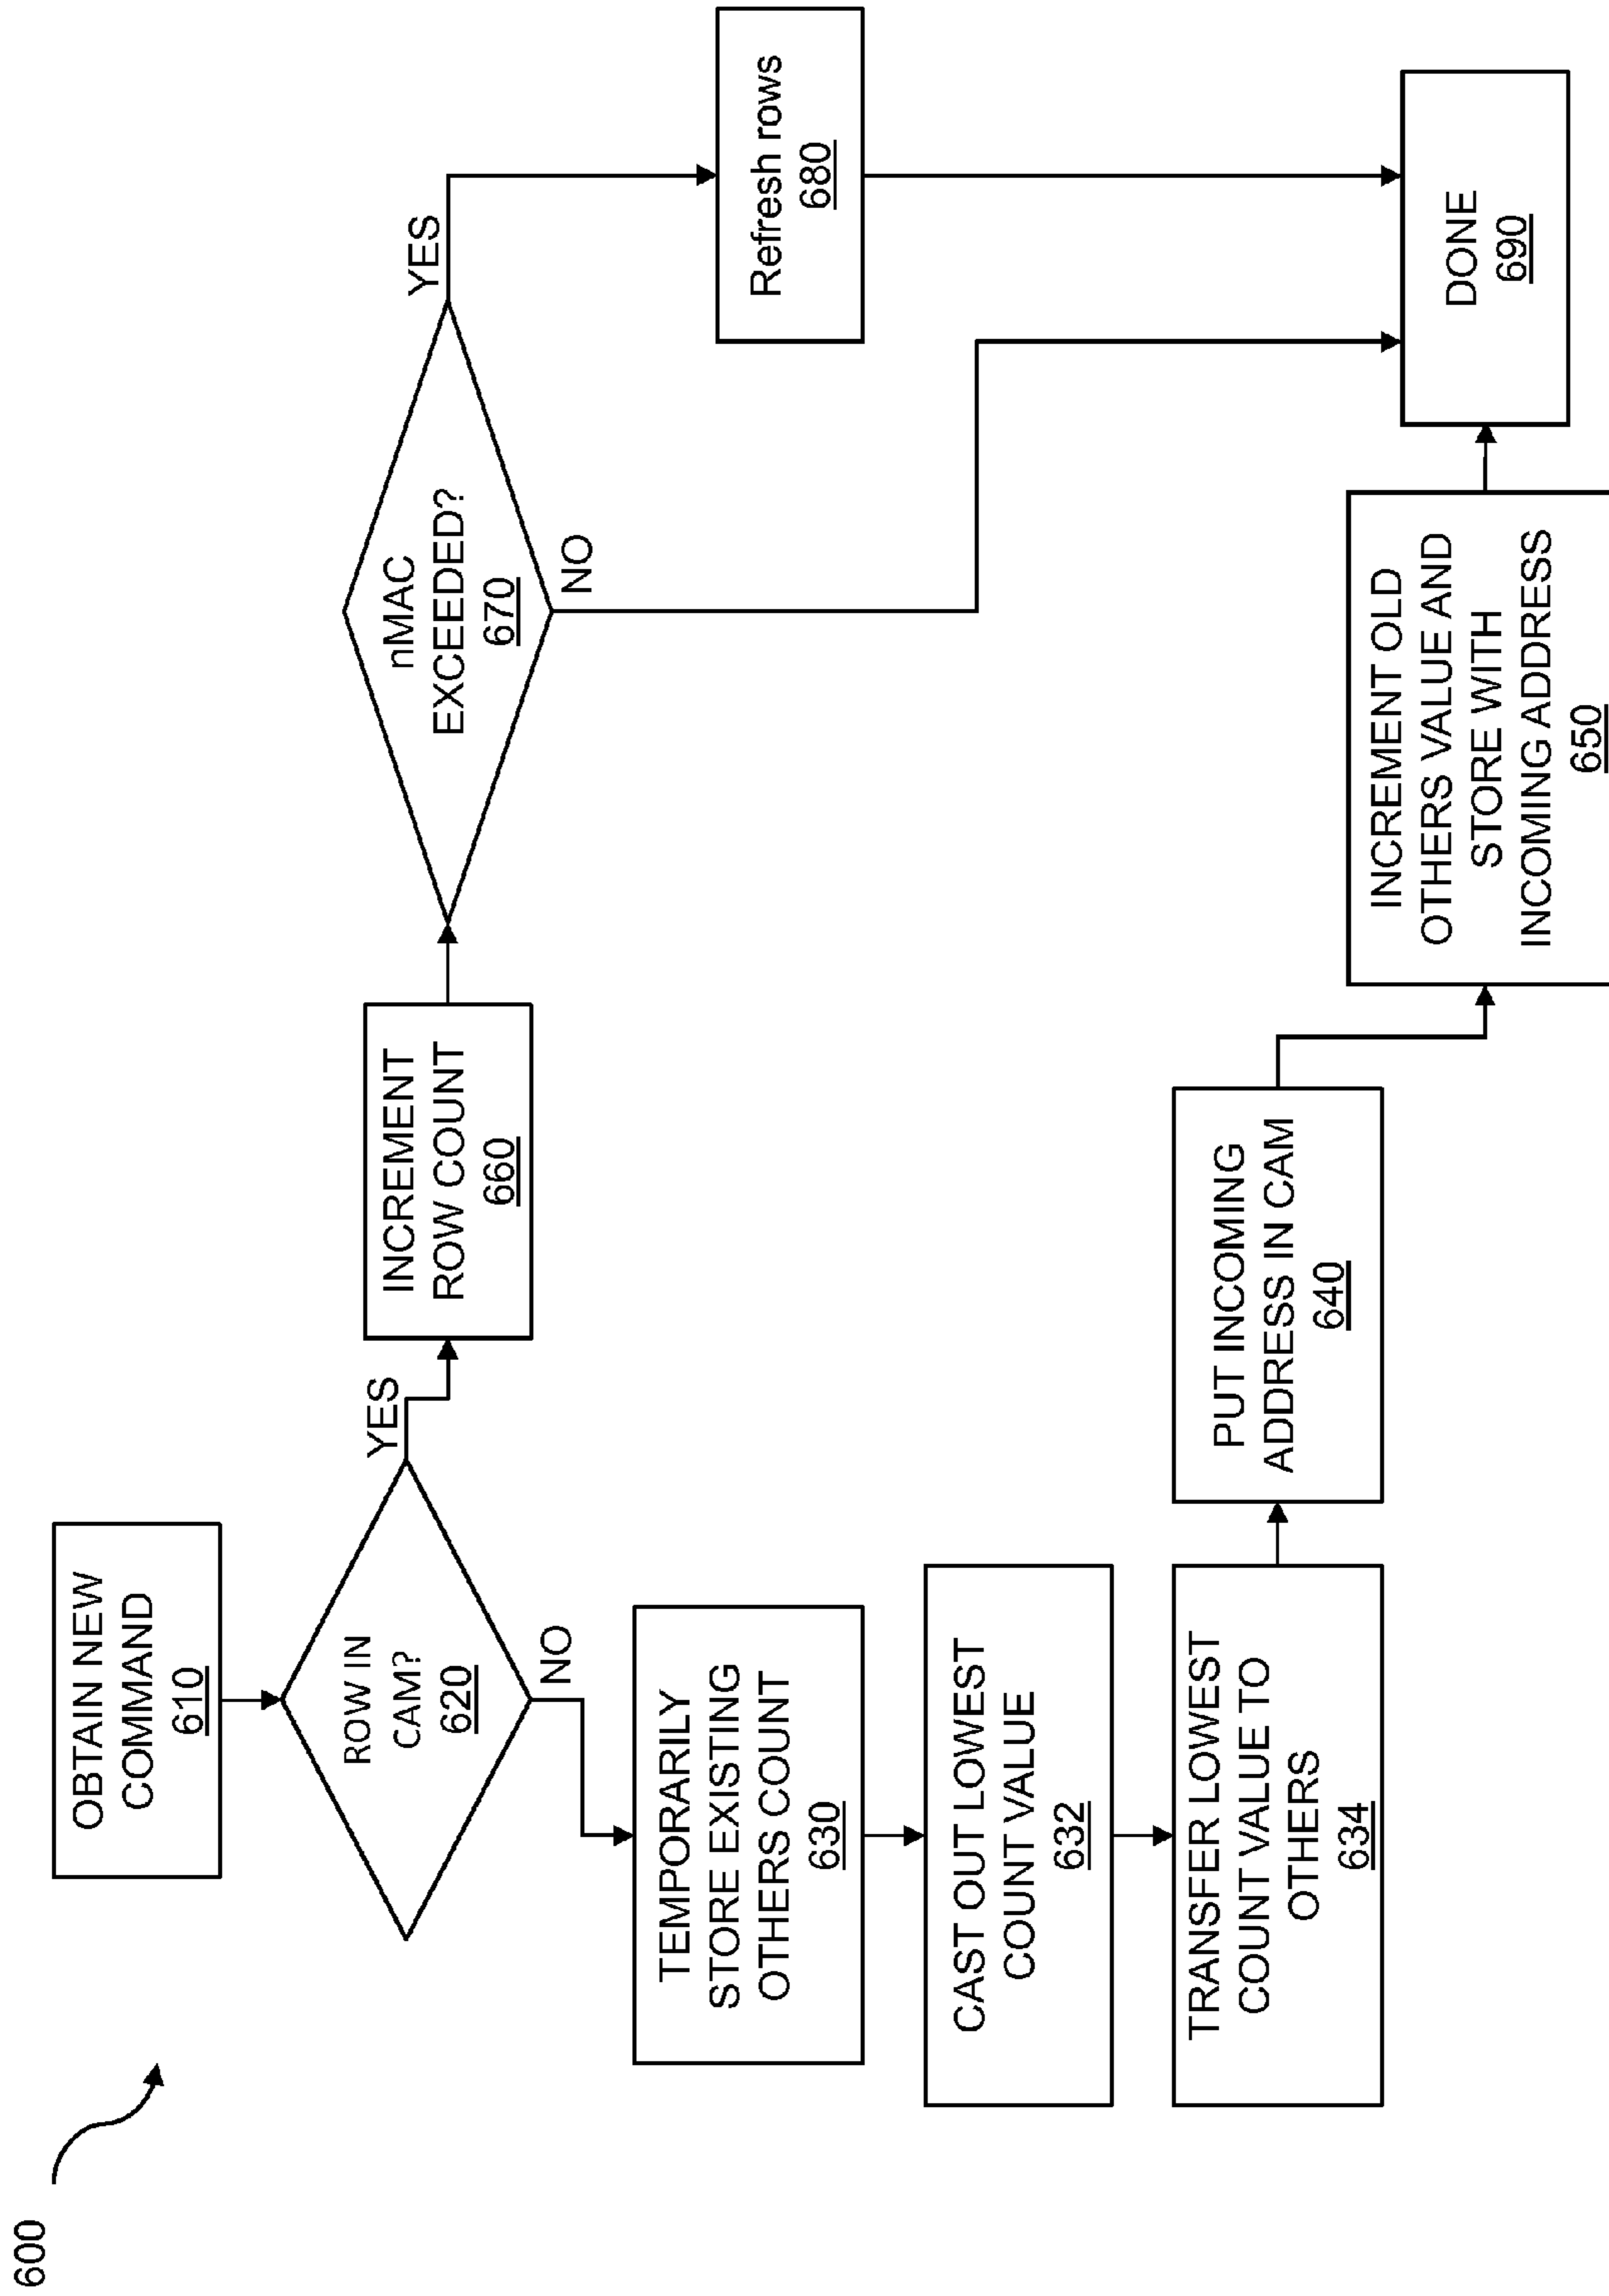 600
OBTAIN NEW
COMMAND
610
ROW IN
CAM?
620
YES
NO
INCREMENT
ROW COUNT
660
nMAC
EXCEEDED?
670
YES
NO
Refresh rows
680
TEMPORARILY
STORE EXISTING
OTHERS COUNT
630
CAST OUT LOWEST
COUNT VALUE
632
TRANSFER LOWEST
COUNT VALUE TO
OTHERS
634
PUT INCOMING
ADDRESS IN CAM
640
INCREMENT OLD
OTHERS VALUE AND
STORE WITH
INCOMING ADDRESS
650
DONE
690